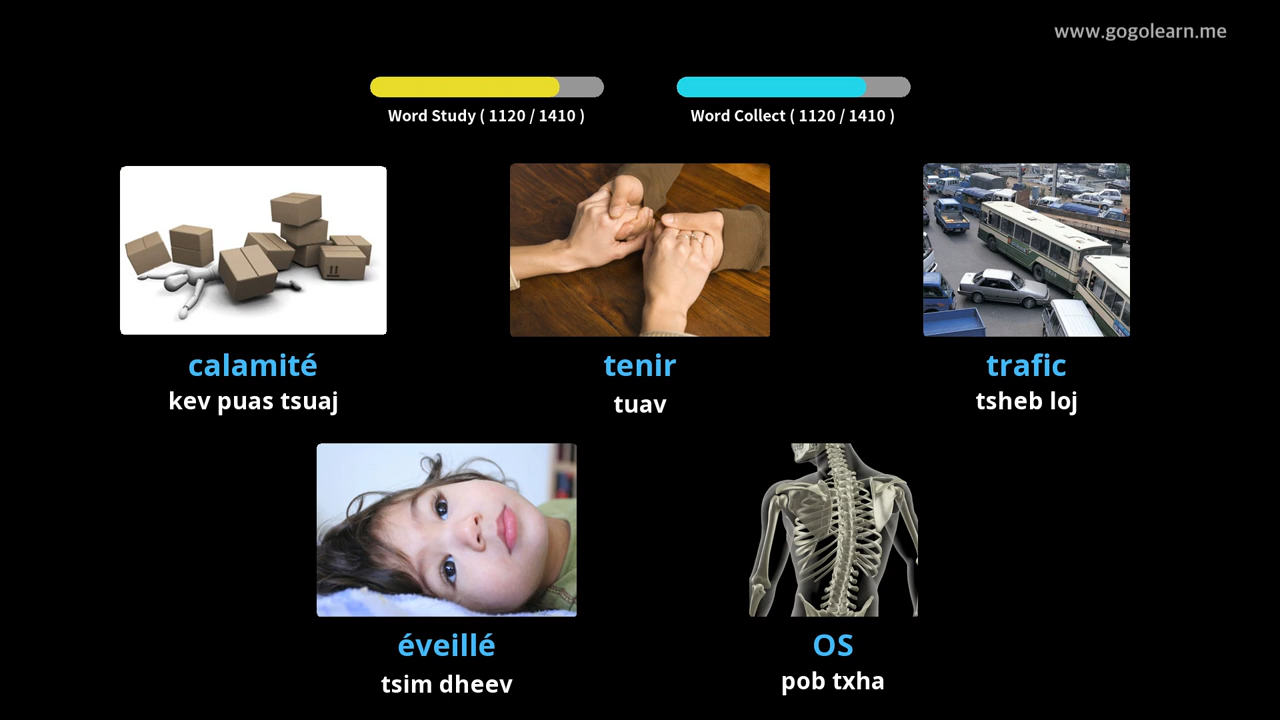 www.gogolearn.me
Word Study ( 1120 / 1410 )
Word Collect ( 1120 / 1410 )
calamité
kev puas tsuaj
tenir
tuav
trafic
tsheb loj
éveillé
tsim dheev
OS
pob txha